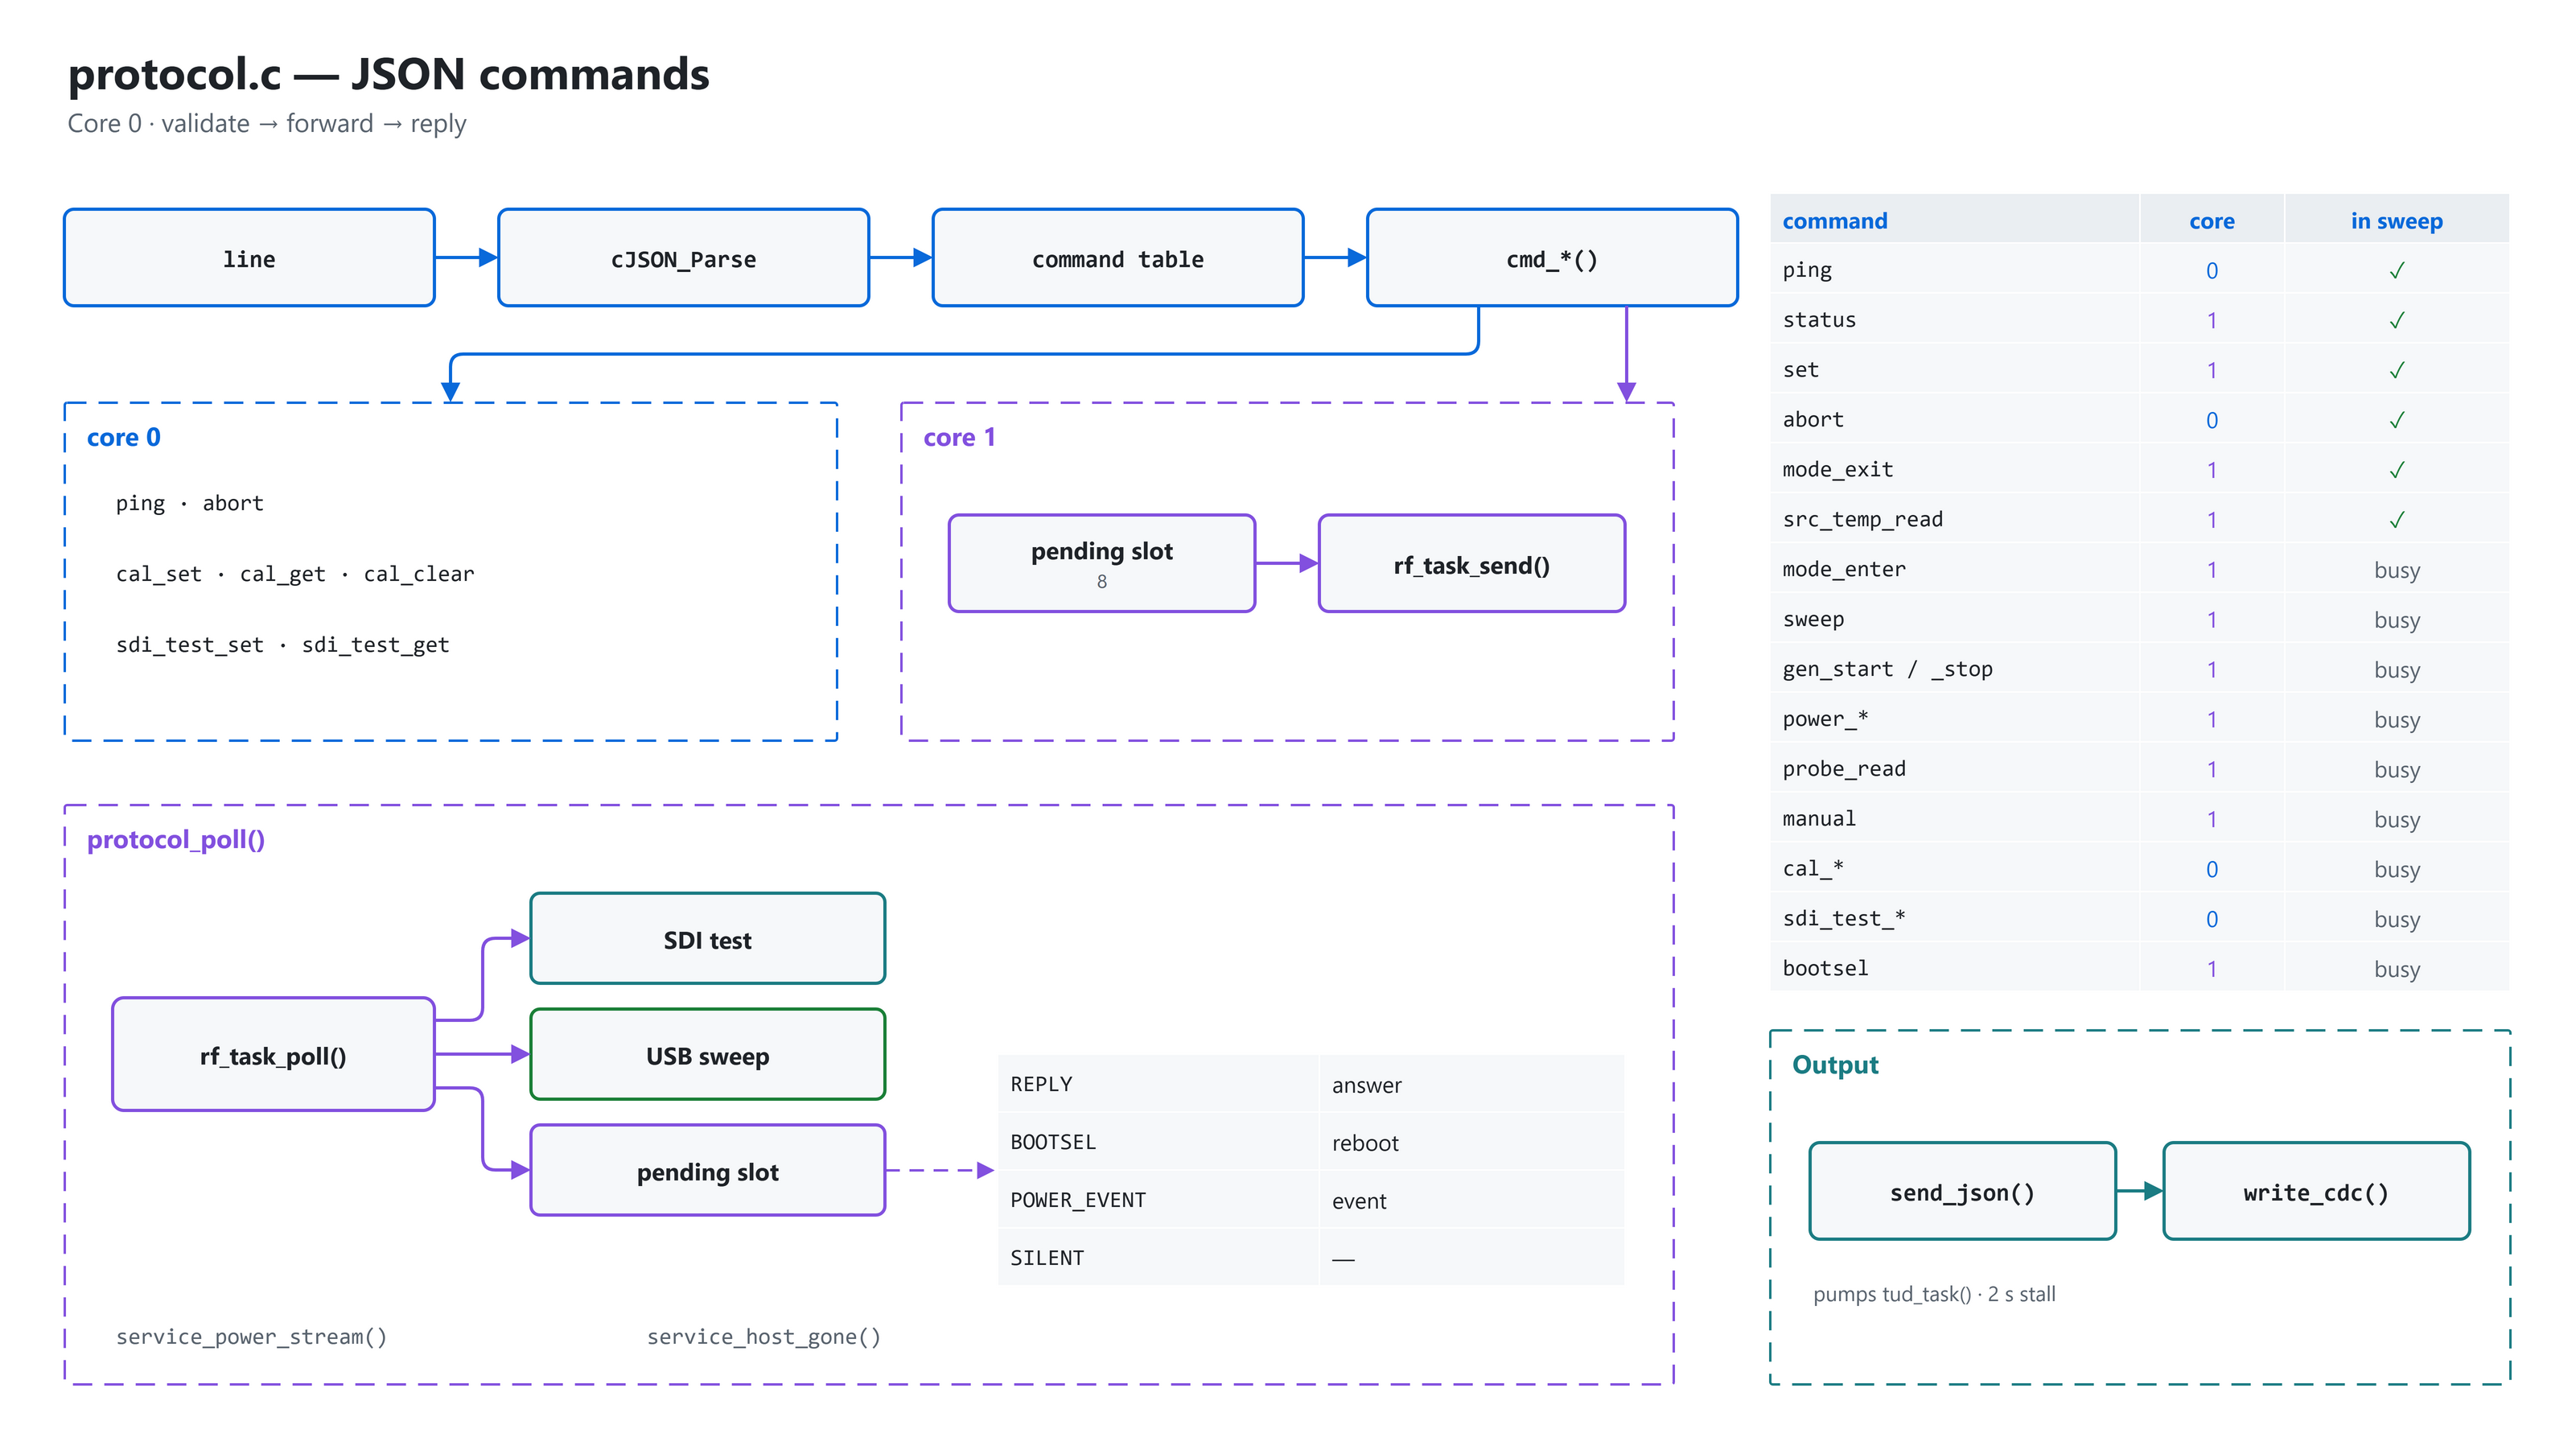 protocol.c — JSON commands
Core 0 · validate → forward → reply
line
cJSON_Parse
command table
cmd_*()
core 0
ping · abort
cal_set · cal_get · cal_clear
sdi_test_set · sdi_test_get
core 1
pending slot
8
rf_task_send()
protocol_poll()
rf_task_poll()
SDI test
USB sweep
pending slot
REPLY answer
BOOTSEL reboot
POWER_EVENT event
SILENT —
service_power_stream()
service_host_gone()
command core in sweep
ping 0 ✓
status 1 ✓
set 1 ✓
abort 0 ✓
mode_exit 1 ✓
src_temp_read 1 ✓
mode_enter 1 busy
sweep 1 busy
gen_start / _stop 1 busy
power_* 1 busy
probe_read 1 busy
manual 1 busy
cal_* 0 busy
sdi_test_* 0 busy
bootsel 1 busy
Output
send_json()
write_cdc()
pumps tud_task() · 2 s stall